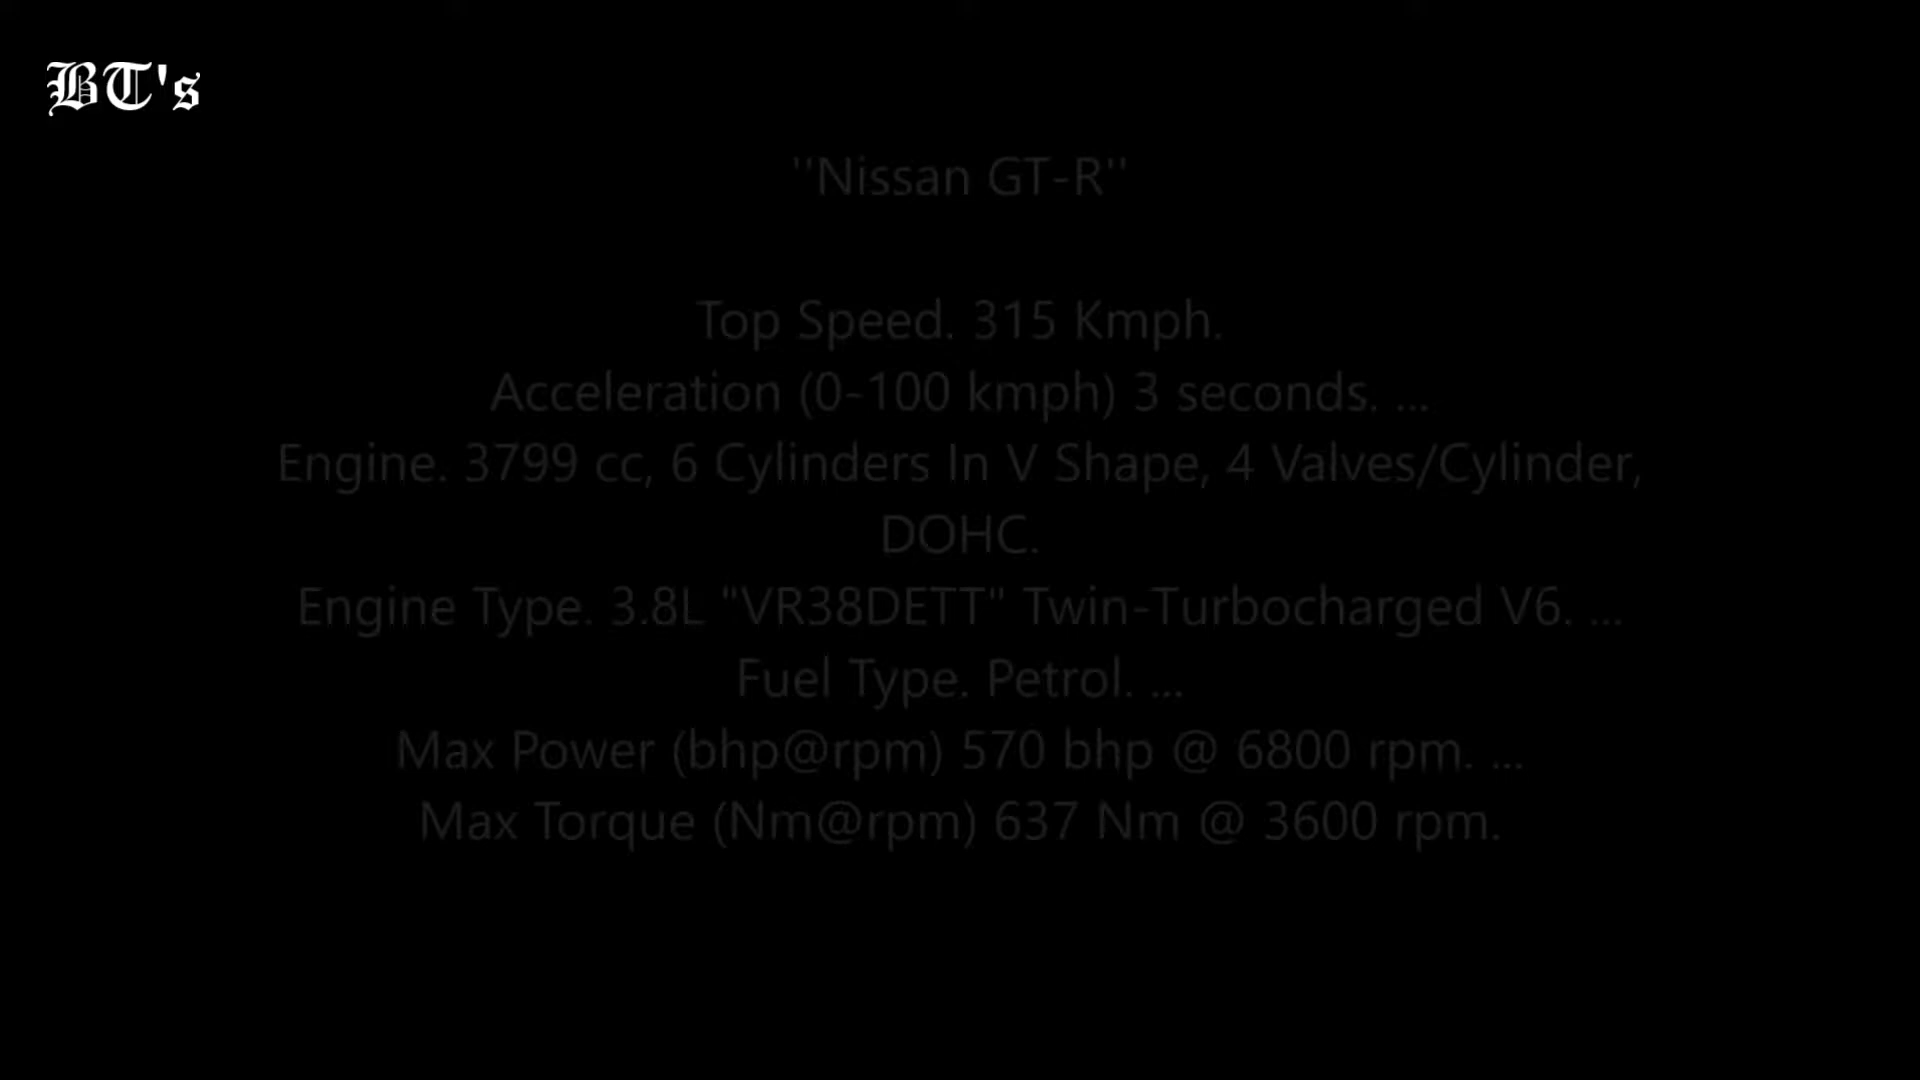 BT's
''Nissan GT-R''
Top Speed. 315 Kmph.
Acceleration (0-100 kmph) 3 seconds. ...
Engine. 3799 cc, 6 Cylinders In V Shape, 4 Valves/Cylinder,
DOHC.
Engine Type. 3.8L "VR38DETT" Twin-Turbocharged V6. ...
Fuel Type. Petrol. ...
Max Power (bhp@rpm) 570 bhp @ 6800 rpm. ...
Max Torque (Nm@rpm) 637 Nm @ 3600 rpm.